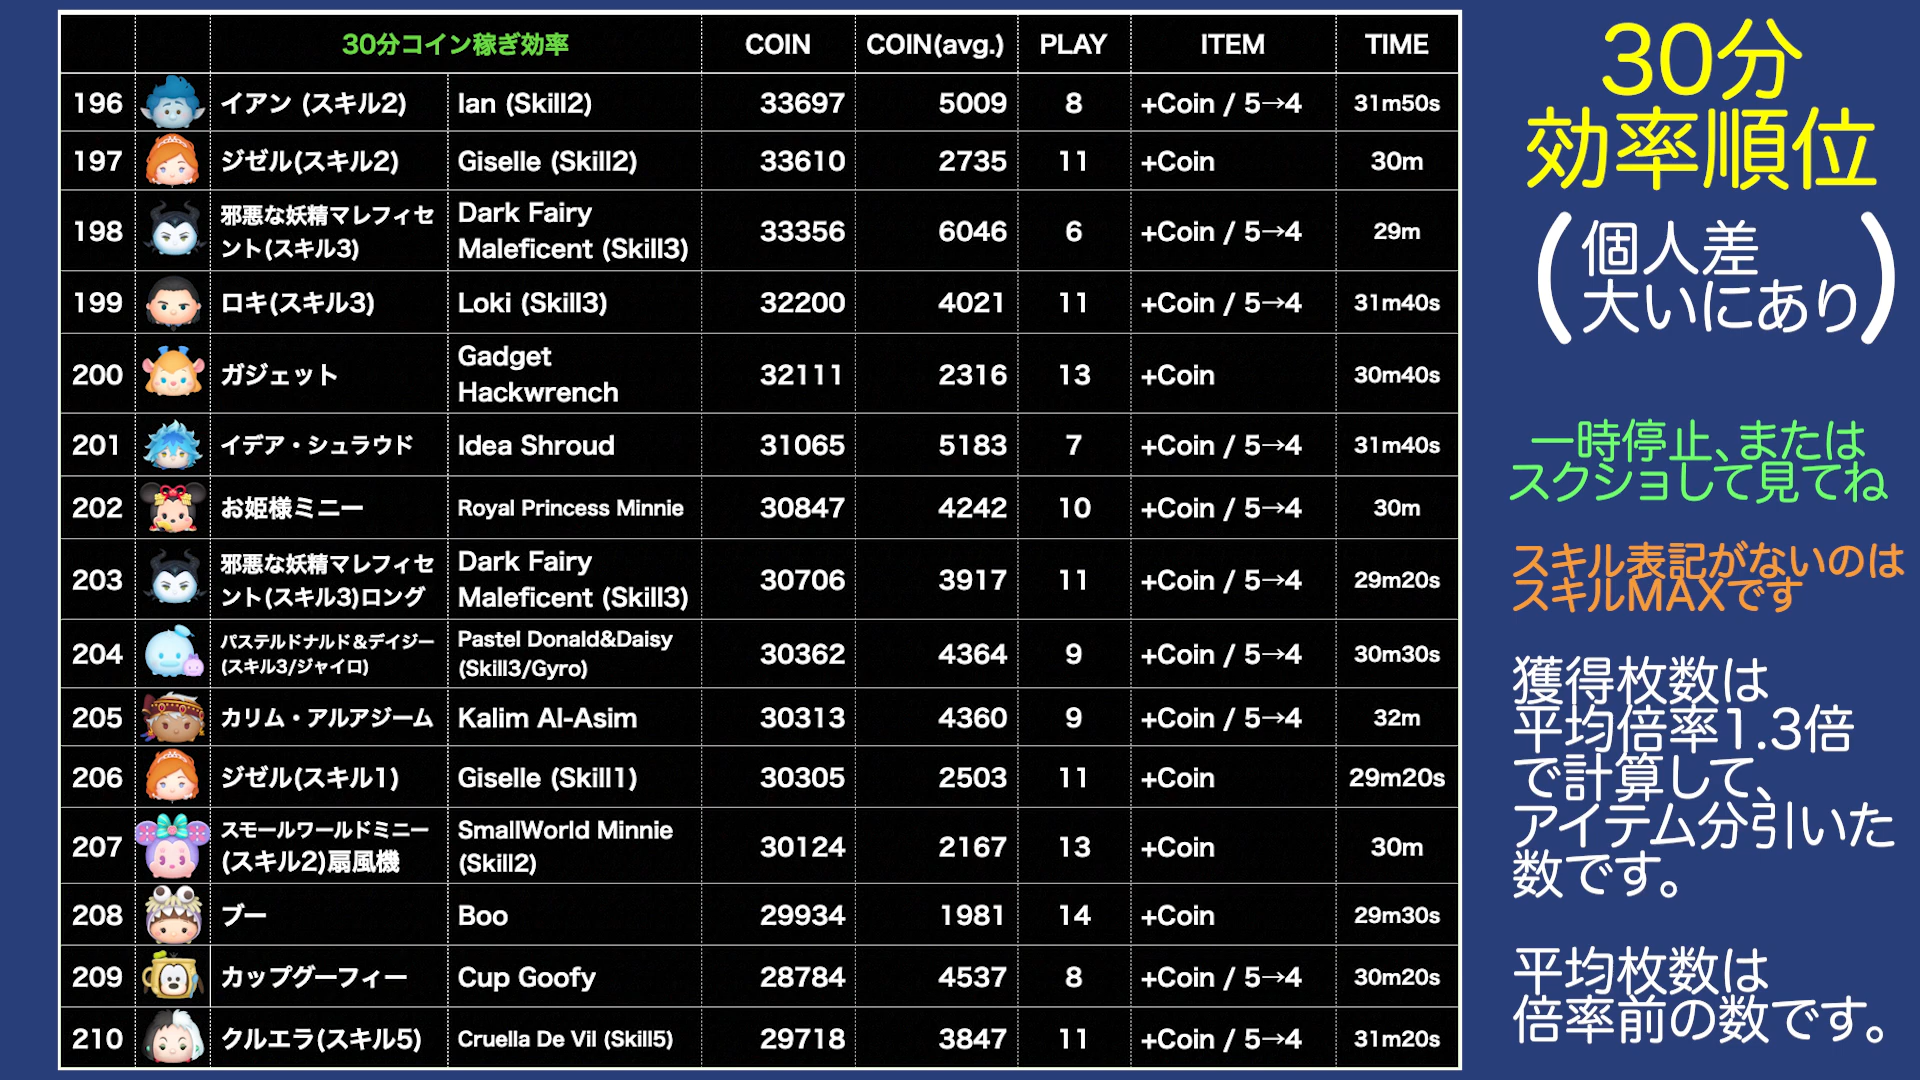 30分コイン稼ぎ効率 COIN COIN(avg.) PLAY ITEM TIME
196 イアン (スキル2) Ian (Skill2) 33697 5009 8 +Coin / 5→4 31m50s
197 ジゼル(スキル2) Giselle (Skill2) 33610 2735 11 +Coin 30m
198 邪悪な妖精マレフィセ
ント(スキル3) Dark Fairy
Maleficent (Skill3) 33356 6046 6 +Coin / 5→4 29m
199 ロキ(スキル3) Loki (Skill3) 32200 4021 11 +Coin / 5→4 31m40s
200 ガジェット Gadget
Hackwrench 32111 2316 13 +Coin 30m40s
201 イデア・シュラウド Idea Shroud 31065 5183 7 +Coin / 5→4 31m40s
202 お姫様ミニー Royal Princess Minnie 30847 4242 10 +Coin / 5→4 30m
203 邪悪な妖精マレフィセ
ント(スキル3)ロング Dark Fairy
Maleficent (Skill3) 30706 3917 11 +Coin / 5→4 29m20s
204 パステルドナルド＆デイジー
(スキル3/ジャイロ) Pastel Donald&Daisy
(Skill3/Gyro) 30362 4364 9 +Coin / 5→4 30m30s
205 カリム・アルアジーム Kalim Al-Asim 30313 4360 9 +Coin / 5→4 32m
206 ジゼル(スキル1) Giselle (Skill1) 30305 2503 11 +Coin 29m20s
207 スモールワールドミニー
(スキル2)扇風機 SmallWorld Minnie
(Skill2) 30124 2167 13 +Coin 30m
208 ブー Boo 29934 1981 14 +Coin 29m30s
209 カップグーフィー Cup Goofy 28784 4537 8 +Coin / 5→4 30m20s
210 クルエラ(スキル5) Cruella De Vil (Skill5) 29718 3847 11 +Coin / 5→4 31m20s
30分
効率順位
(個人差
大いにあり)
一時停止、または
スクショして見てね
スキル表記がないのは
スキルMAXです
獲得枚数は
平均倍率1.3倍
で計算して、
アイテム分引いた
数です。
平均枚数は
倍率前の数です。